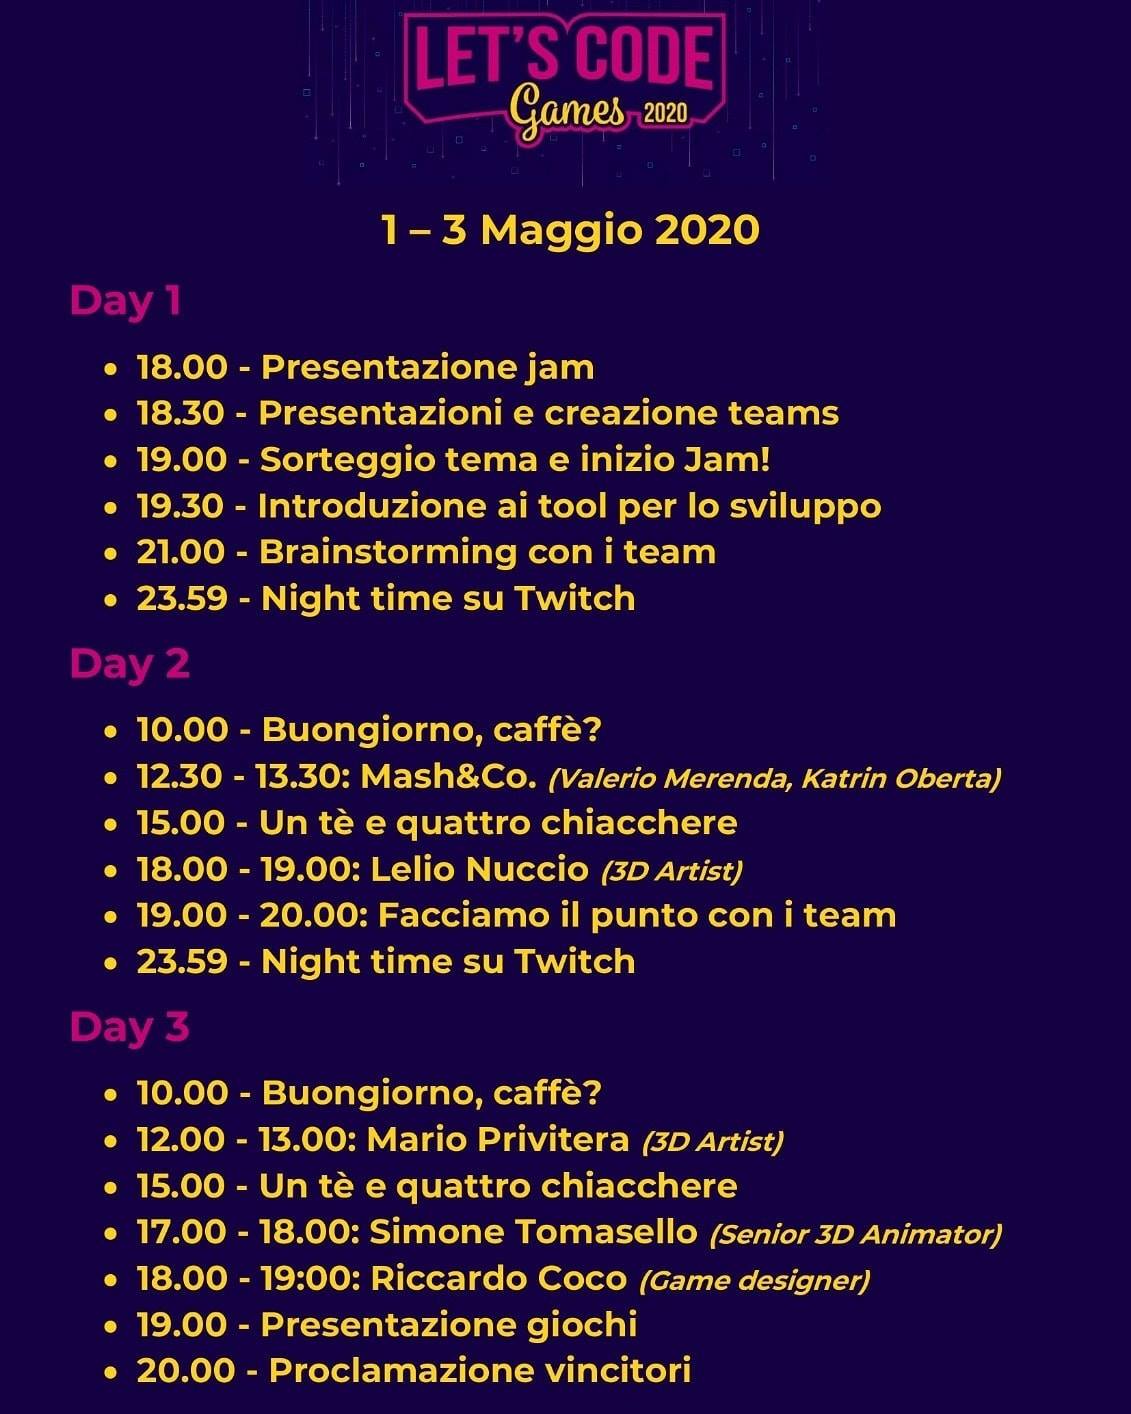 LET'S CODE
Games 2020
1 – 3 Maggio 2020
Day 1
• 18.00 - Presentazione jam
• 18.30 - Presentazioni e creazione teams
• 19.00 - Sorteggio tema e inizio Jam!
• 19.30 - Introduzione ai tool per lo sviluppo
• 21.00 - Brainstorming con i team
• 23.59 - Night time su Twitch
Day 2
• 10.00 - Buongiorno, caffè?
• 12.30 - 13.30: Mash&Co. (Valerio Merenda, Katrin Oberta)
• 15.00 - Un tè e quattro chiacchere
• 18.00 - 19.00: Lelio Nuccio (3D Artist)
• 19.00 - 20.00: Facciamo il punto con i team
• 23.59 - Night time su Twitch
Day 3
• 10.00 - Buongiorno, caffè?
• 12.00 - 13.00: Mario Privitera (3D Artist)
• 15.00 - Un tè e quattro chiacchere
• 17.00 - 18.00: Simone Tomasello (Senior 3D Animator)
• 18.00 - 19:00: Riccardo Coco (Game designer)
• 19.00 - Presentazione giochi
• 20.00 - Proclamazione vincitori